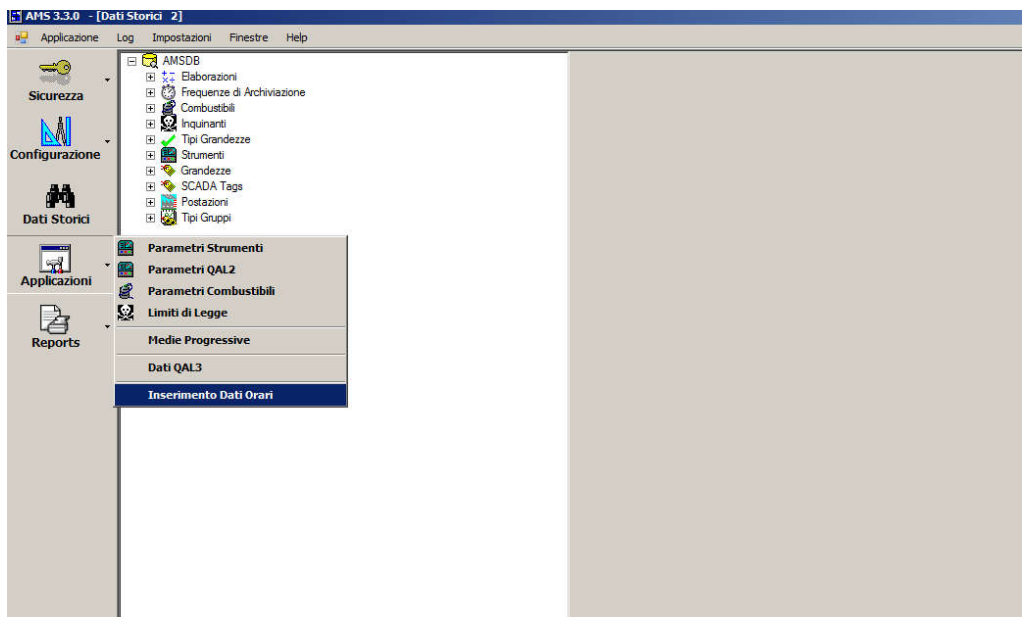 AMS 3.3.0 - [Dati Storici 2]
Applicazione Log Impostazioni Finestre Help
Sicurezza
Configurazione
Dati Storici
Applicazioni
Reports
AMSDB
Elaborazioni
Frequenze di Archiviazione
Combustibili
Inquinanti
Tipi Grandezze
Strumenti
Grandezze
SCADA Tags
Postazioni
Tipi Gruppi
Parametri Strumenti
Parametri QAL2
Parametri Combustibili
Limiti di Legge
Medie Progressive
Dati QAL3
Inserimento Dati Orari